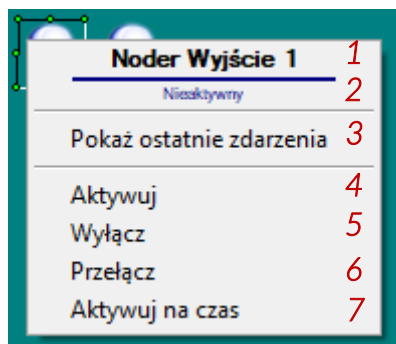 Noder Wyjście 1 1
Nieaktywny 2
Pokaż ostatnie zdarzenia 3
Aktywuj 4
Wyłącz 5
Przełącz 6
Aktywuj na czas 7